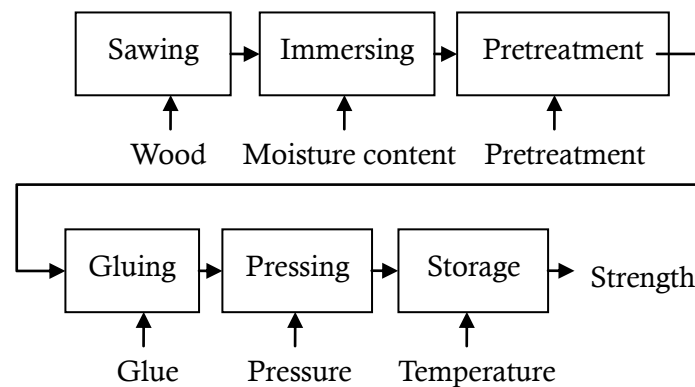 Sawing Immersing Pretreatment
Wood Moisture content Pretreatment
Gluing Pressing Storage Strength
Glue Pressure Temperature